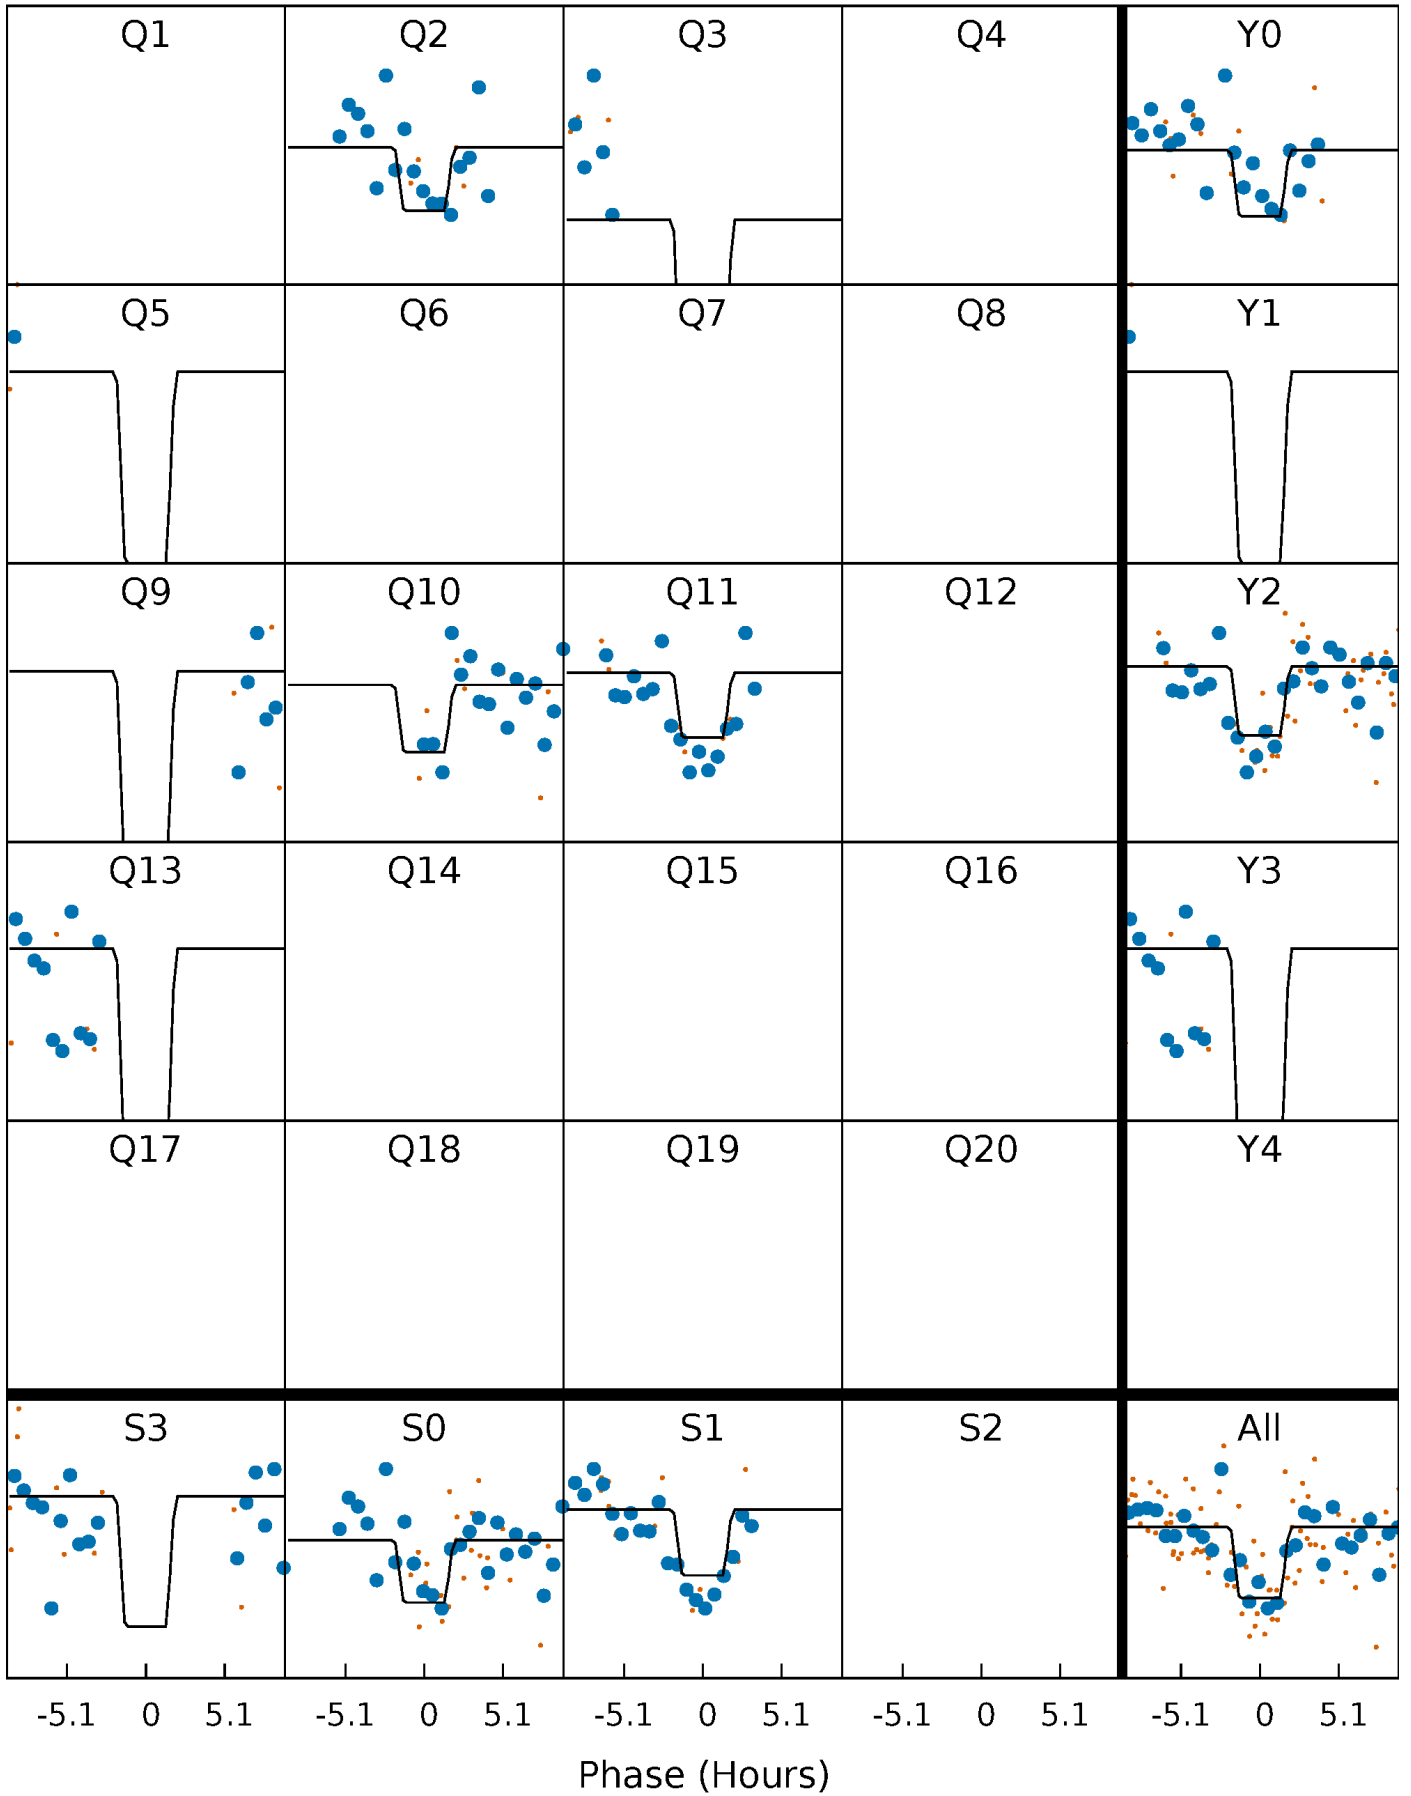 Q1 Q2 Q3 Q4 Y0
Q5 Q6 Q7 Q8 Y1
Q9 Q10 Q11 Q12 Y2
Q13 Q14 Q15 Q16 Y3
Q17 Q18 Q19 Q20 Y4
S3 S0 S1 S2 All
-5.1 0 5.1 -5.1 0 5.1 -5.1 0 5.1 -5.1 0 5.1 -5.1 0 5.1
Phase (Hours)